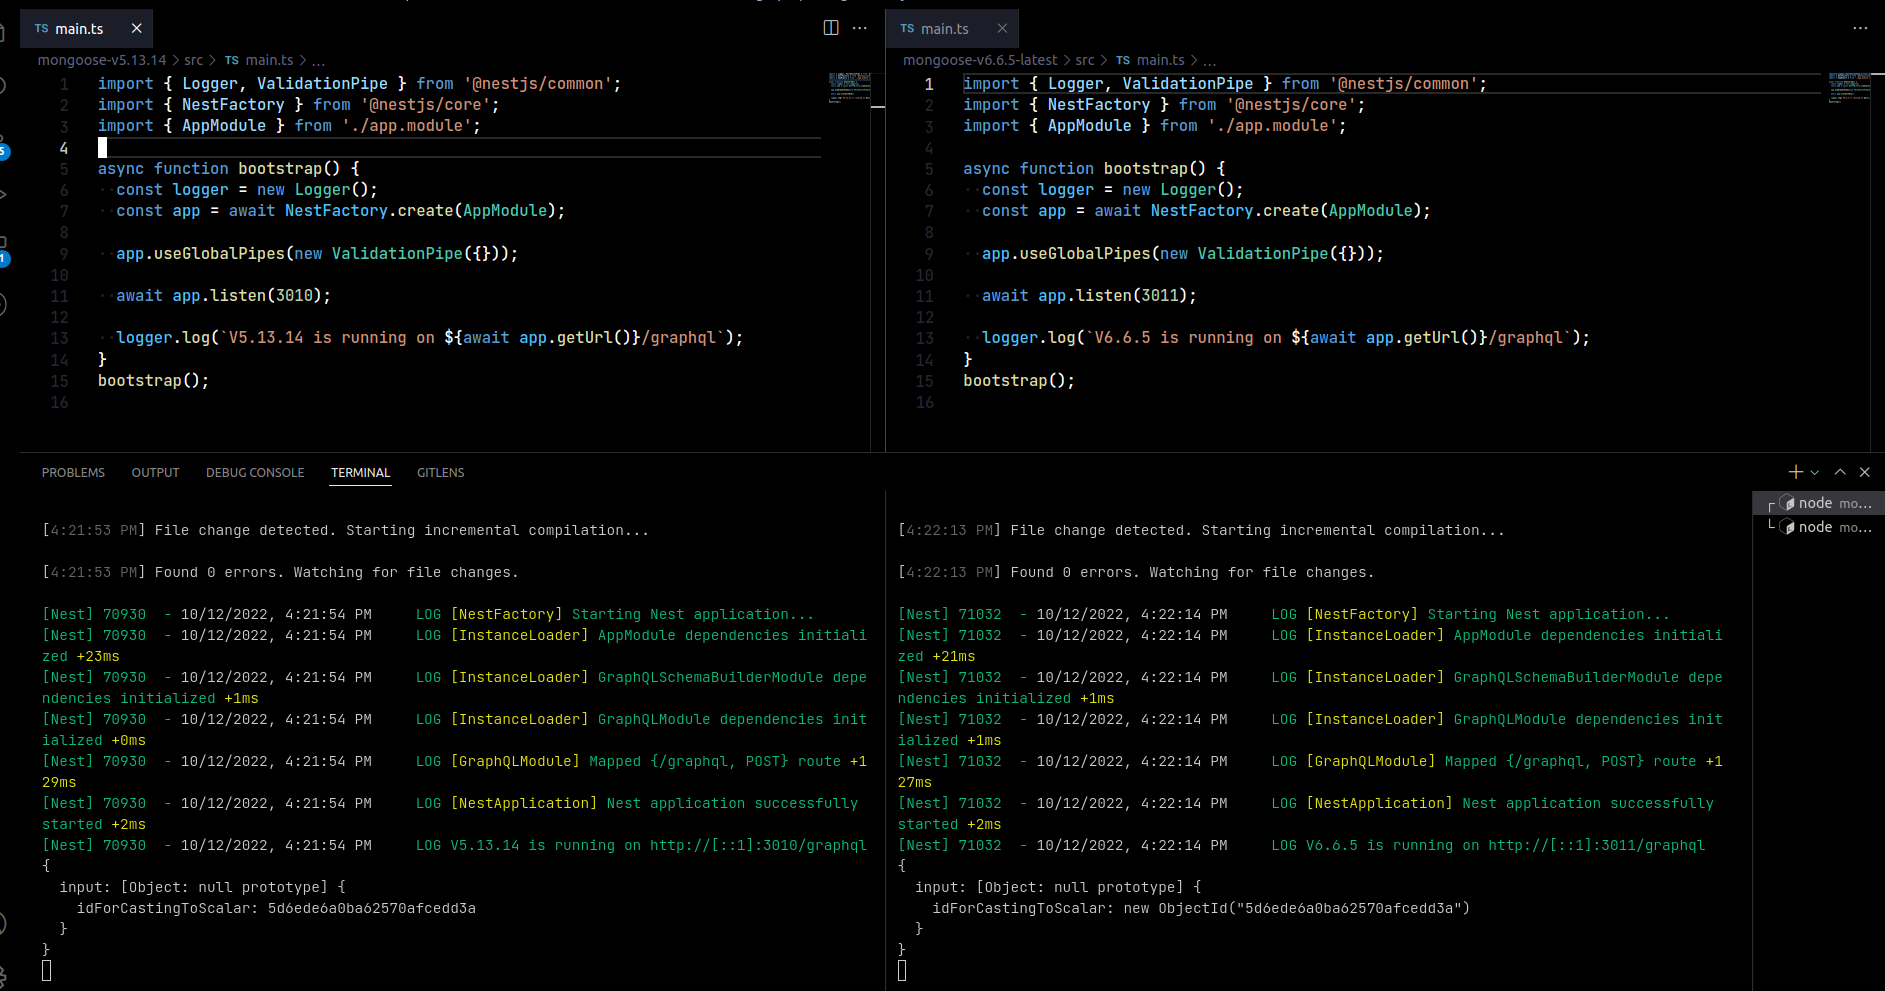 TS main.ts
mongoose-v5.13.14 > src > TS main.ts > ...
1 import { Logger, ValidationPipe } from '@nestjs/common';
2 import { NestFactory } from '@nestjs/core';
3 import { AppModule } from './app.module';
4
5 async function bootstrap() {
6 ··const logger = new Logger();
7 ··const app = await NestFactory.create(AppModule);
8
9 ··app.useGlobalPipes(new ValidationPipe({}));
10
11 ··await app.listen(3010);
12
13 ··logger.log(`V5.13.14 is running on ${await app.getUrl()}/graphql`);
14 }
15 bootstrap();
16
TS main.ts
mongoose-v6.6.5-latest > src > TS main.ts > ...
1 import { Logger, ValidationPipe } from '@nestjs/common';
2 import { NestFactory } from '@nestjs/core';
3 import { AppModule } from './app.module';
4
5 async function bootstrap() {
6 ··const logger = new Logger();
7 ··const app = await NestFactory.create(AppModule);
8
9 ··app.useGlobalPipes(new ValidationPipe({}));
10
11 ··await app.listen(3011);
12
13 ··logger.log(`V6.6.5 is running on ${await app.getUrl()}/graphql`);
14 }
15 bootstrap();
16
5
1
PROBLEMS OUTPUT DEBUG CONSOLE TERMINAL GITLENS
[4:21:53 PM] File change detected. Starting incremental compilation...
[4:21:53 PM] Found 0 errors. Watching for file changes.
[Nest] 70930  - 10/12/2022, 4:21:54 PM     LOG [NestFactory] Starting Nest application...
[Nest] 70930  - 10/12/2022, 4:21:54 PM     LOG [InstanceLoader] AppModule dependencies initiali
zed +23ms
[Nest] 70930  - 10/12/2022, 4:21:54 PM     LOG [InstanceLoader] GraphQLSchemaBuilderModule depe
ndencies initialized +1ms
[Nest] 70930  - 10/12/2022, 4:21:54 PM     LOG [InstanceLoader] GraphQLModule dependencies init
ialized +0ms
[Nest] 70930  - 10/12/2022, 4:21:54 PM     LOG [GraphQLModule] Mapped {/graphql, POST} route +1
29ms
[Nest] 70930  - 10/12/2022, 4:21:54 PM     LOG [NestApplication] Nest application successfully
started +2ms
[Nest] 70930  - 10/12/2022, 4:21:54 PM     LOG V5.13.14 is running on http://[::1]:3010/graphql
{
  input: [Object: null prototype] {
    idForCastingToScalar: 5d6ede6a0ba62570afcedd3a
  }
}
[4:22:13 PM] File change detected. Starting incremental compilation...
[4:22:13 PM] Found 0 errors. Watching for file changes.
[Nest] 71032  - 10/12/2022, 4:22:14 PM     LOG [NestFactory] Starting Nest application...
[Nest] 71032  - 10/12/2022, 4:22:14 PM     LOG [InstanceLoader] AppModule dependencies initiali
zed +21ms
[Nest] 71032  - 10/12/2022, 4:22:14 PM     LOG [InstanceLoader] GraphQLSchemaBuilderModule depe
ndencies initialized +1ms
[Nest] 71032  - 10/12/2022, 4:22:14 PM     LOG [InstanceLoader] GraphQLModule dependencies init
ialized +1ms
[Nest] 71032  - 10/12/2022, 4:22:14 PM     LOG [GraphQLModule] Mapped {/graphql, POST} route +1
27ms
[Nest] 71032  - 10/12/2022, 4:22:14 PM     LOG [NestApplication] Nest application successfully
started +2ms
[Nest] 71032  - 10/12/2022, 4:22:14 PM     LOG V6.6.5 is running on http://[::1]:3011/graphql
{
  input: [Object: null prototype] {
    idForCastingToScalar: new ObjectId("5d6ede6a0ba62570afcedd3a")
  }
}
node mo...
node mo...